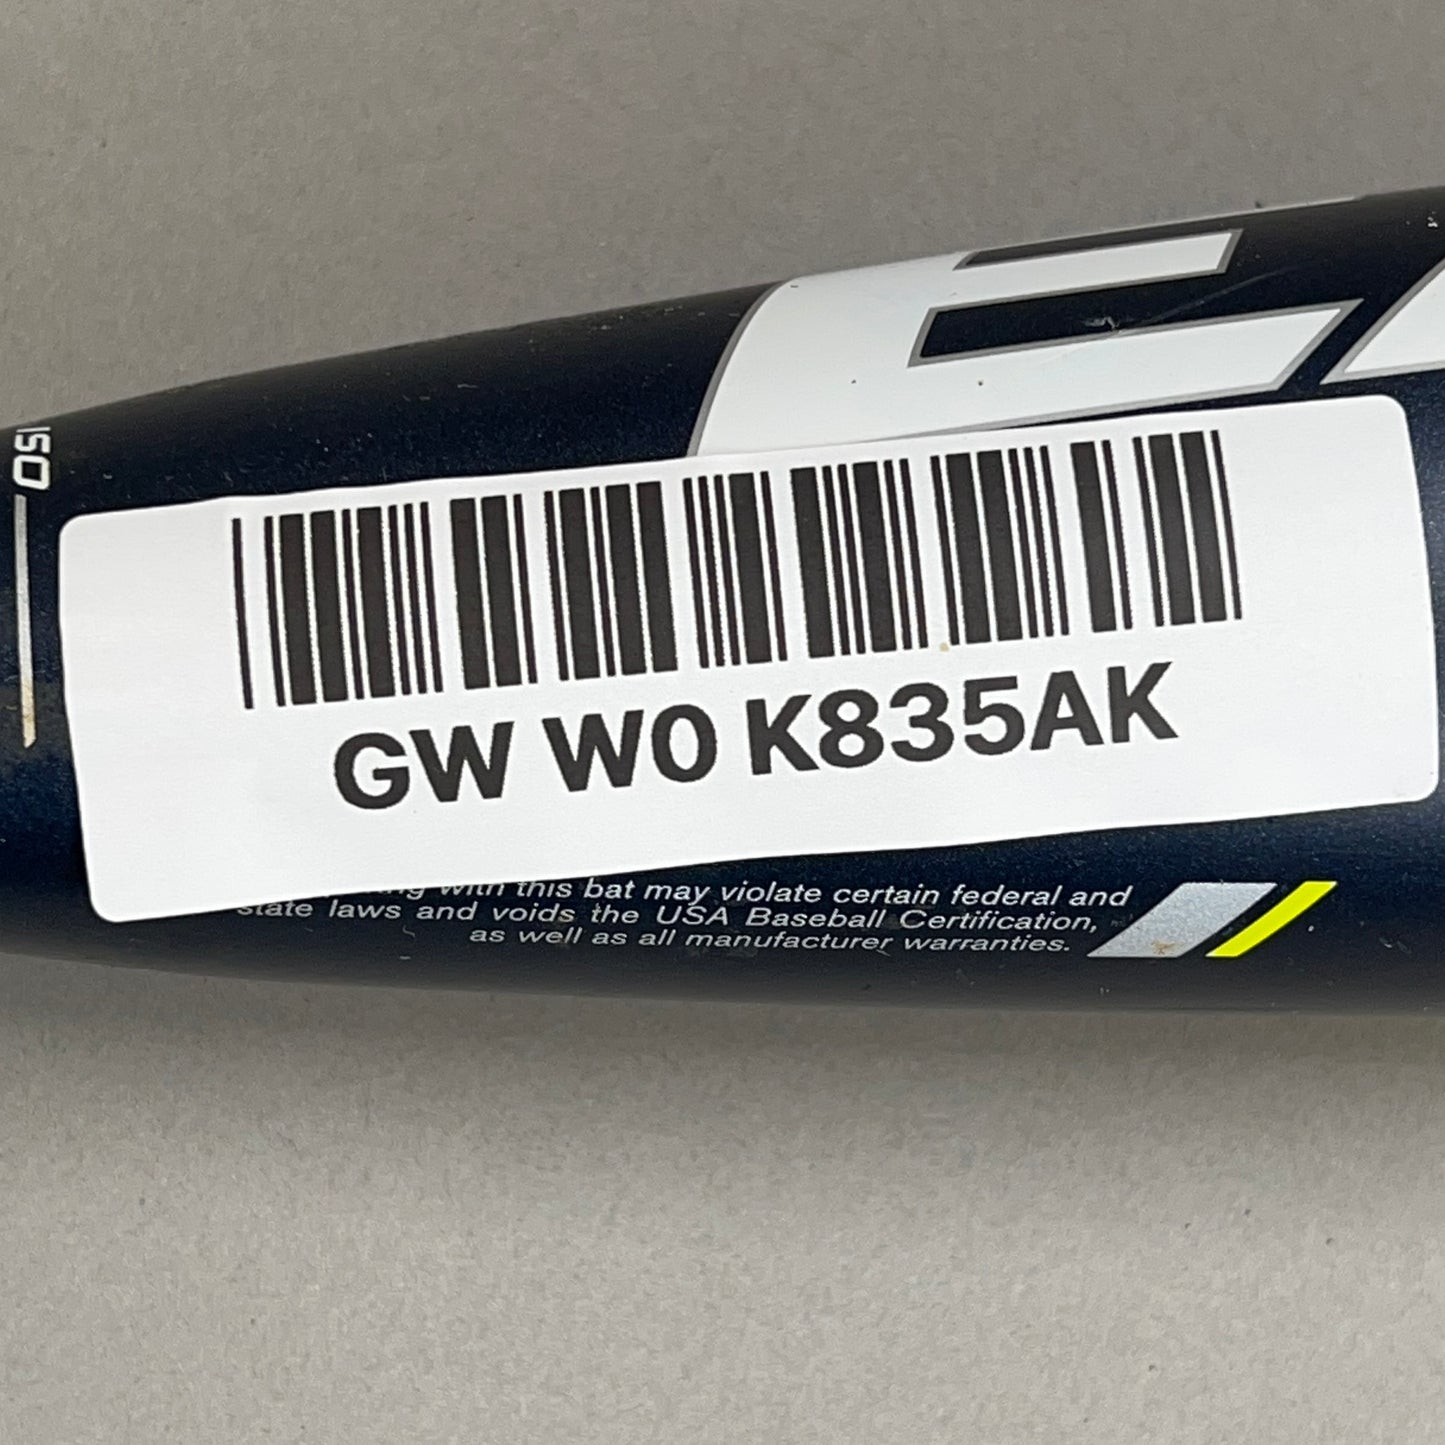 GW W0 K835AK
with this bat may violate certain federal and
state laws and voids the USA Baseball Certification,
as well as all manufacturer warranties.